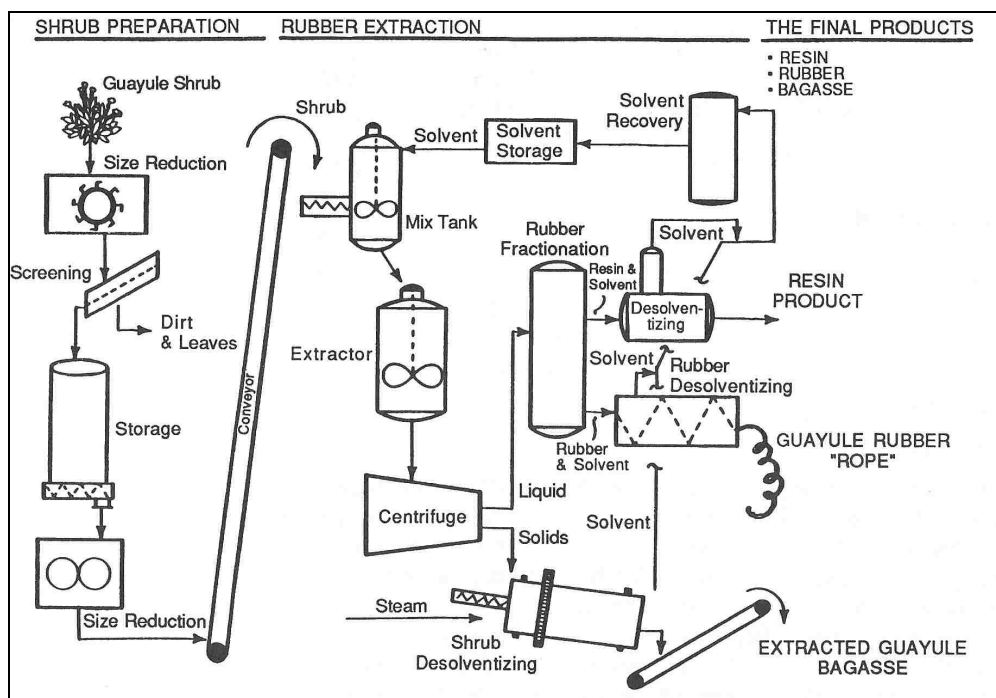 SHRUB PREPARATION
RUBBER EXTRACTION
THE FINAL PRODUCTS
• RESIN
• RUBBER
• BAGASSE
Guayule Shrub
Size Reduction
Screening
Dirt
& Leaves
Storage
Size Reduction
Conveyor
Shrub
Solvent
Solvent
Storage
Solvent
Recovery
Mix Tank
Extractor
Centrifuge
Liquid
Solids
Rubber
Fractionation
Resin &
Solvent
Solvent
Desolven-
tizing
RESIN
PRODUCT
Solvent
Rubber
Desolventizing
Rubber
& Solvent
GUAYULE RUBBER
"ROPE"
Solvent
Steam
Shrub
Desolventizing
EXTRACTED GUAYULE
BAGASSE